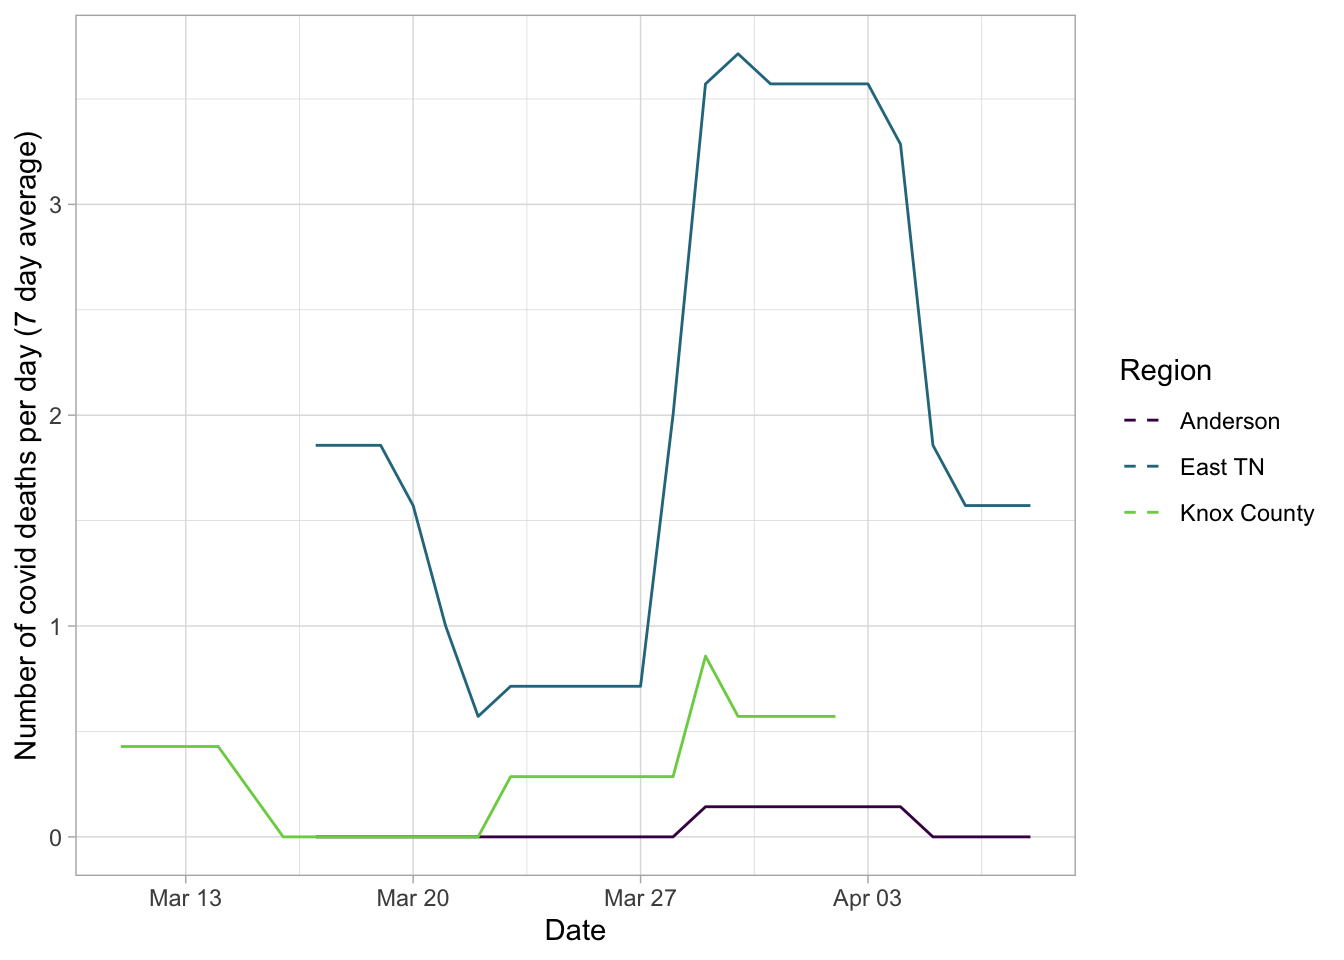 Number of covid deaths per day (7 day average)
3
2
1
0
Mar 13
Mar 20
Mar 27
Apr 03
Date
Region
Anderson
East TN
Knox County